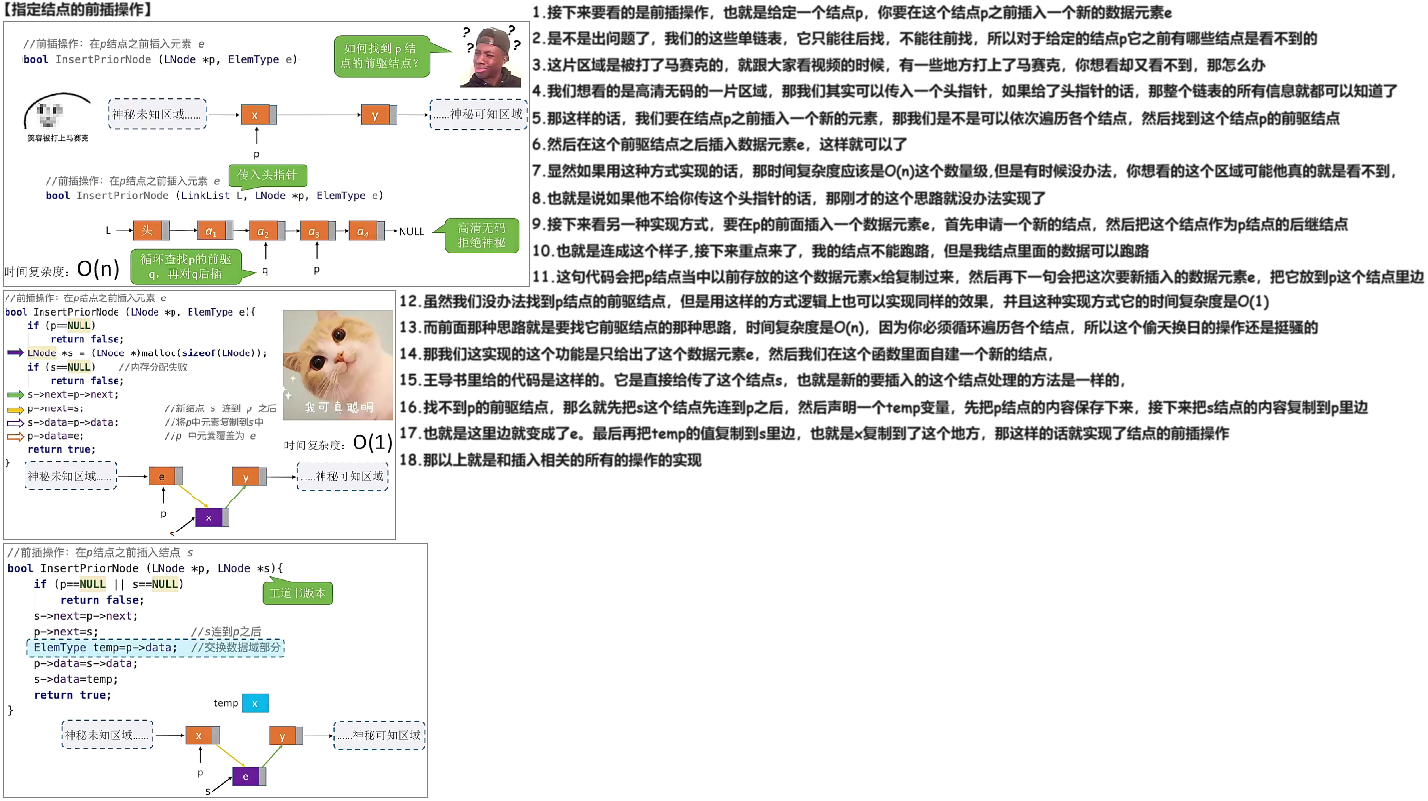 【指定结点的前插操作】
//前插操作：在p结点之前插入元素 e
bool InsertPriorNode (LNode *p, ElemType e)
如何找到 p 结
点的前驱结点？
??
??
笑容被打上马赛克
神秘未知区域……
x
y
……神秘可知区域
p
//前插操作：在p结点之前插入元素 e
传入头指针
bool InsertPriorNode (LinkList L, LNode *p, ElemType e)
L
头
a1
a2
a3
a4
NULL
高清无码
拒绝神秘
循环查找p的前驱
q，再对q后插
q
p
时间复杂度：O(n)
//前插操作：在p结点之前插入元素 e
bool InsertPriorNode (LNode *p, ElemType e){
if (p==NULL)
return false;
LNode *s = (LNode *)malloc(sizeof(LNode));
if (s==NULL) //内存分配失败
return false;
s->next=p->next;
p->next=s; //新结点 s 连到 p 之后
s->data=p->data; //将p中元素复制到s中
p->data=e; //p 中元素覆盖为 e
return true;
}
我可真聪明
时间复杂度：O(1)
神秘未知区域……
e
y
……神秘可知区域
p
x
s
//前插操作：在p结点之前插入结点 s
bool InsertPriorNode (LNode *p, LNode *s){
if (p==NULL || s==NULL)
return false;
王道书版本
s->next=p->next;
p->next=s; //s连到p之后
ElemType temp=p->data; //交换数据域部分
p->data=s->data;
s->data=temp;
return true;
}
temp x
神秘未知区域……
x
y
……神秘可知区域
p
e
s
1.接下来要看的是前插操作，也就是给定一个结点p，你要在这个结点p之前插入一个新的数据元素e
2.是不是出问题了，我们的这些单链表，它只能往后找，不能往前找，所以对于给定的结点p它之前有哪些结点是看不到的
3.这片区域是被打了马赛克的，就跟大家看视频的时候，有一些地方打上了马赛克，你想看却又看不到，那怎么办
4.我们想看的是高清无码的一片区域，那我们其实可以传入一个头指针，如果给了头指针的话，那整个链表的所有信息就都可以知道了
5.那这样的话，我们要在结点p之前插入一个新的元素，那我们是不是可以依次遍历各个结点，然后找到这个结点p的前驱结点
6.然后在这个前驱结点之后插入数据元素e，这样就可以了
7.显然如果用这种方式实现的话，那时间复杂度应该是O(n)这个数量级,但是有时候没办法，你想看的这个区域可能他真的就是看不到，
8.也就是说如果他不给你传这个头指针的话，那刚才的这个思路就没办法实现了
9.接下来看另一种实现方式，要在p的前面插入一个数据元素e，首先申请一个新的结点，然后把这个结点作为p结点的后继结点
10.也就是连成这个样子,接下来重点来了，我的结点不能跑路，但是我结点里面的数据可以跑路
11.这句代码会把p结点当中以前存放的这个数据元素x给复制过来，然后再下一句会把这次要新插入的数据元素e，把它放到p这个结点里边
12.虽然我们没办法找到p结点的前驱结点，但是用这样的方式逻辑上也可以实现同样的效果，并且这种实现方式它的时间复杂度是O(1)
13.而前面那种思路就是要找它前驱结点的那种思路，时间复杂度是O(n)，因为你必须循环遍历各个结点，所以这个偷天换日的操作还是挺骚的
14.那我们这实现的这个功能是只给出了这个数据元素e，然后我们在这个函数里面自建一个新的结点，
15.王导书里给的代码是这样的。它是直接给传了这个结点s，也就是新的要插入的这个结点处理的方法是一样的，
16.找不到p的前驱结点，那么就先把s这个结点先连到p之后，然后声明一个temp变量，先把p结点的内容保存下来，接下来把s结点的内容复制到p里边
17.也就是这里边就变成了e。最后再把temp的值复制到s里边，也就是x复制到了这个地方，那这样的话就实现了结点的前插操作
18.那以上就是和插入相关的所有的操作的实现